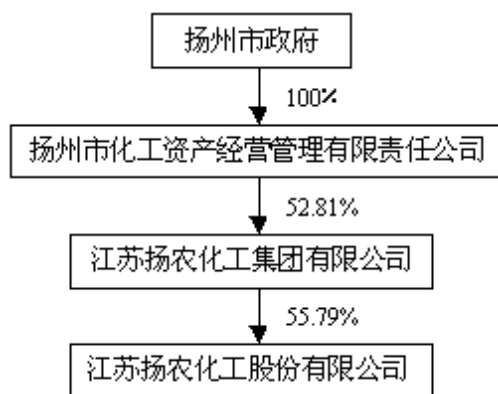 扬州市政府
100%
扬州市化工资产经营管理有限责任公司
52.81%
江苏扬农化工集团有限公司
55.79%
江苏扬农化工股份有限公司